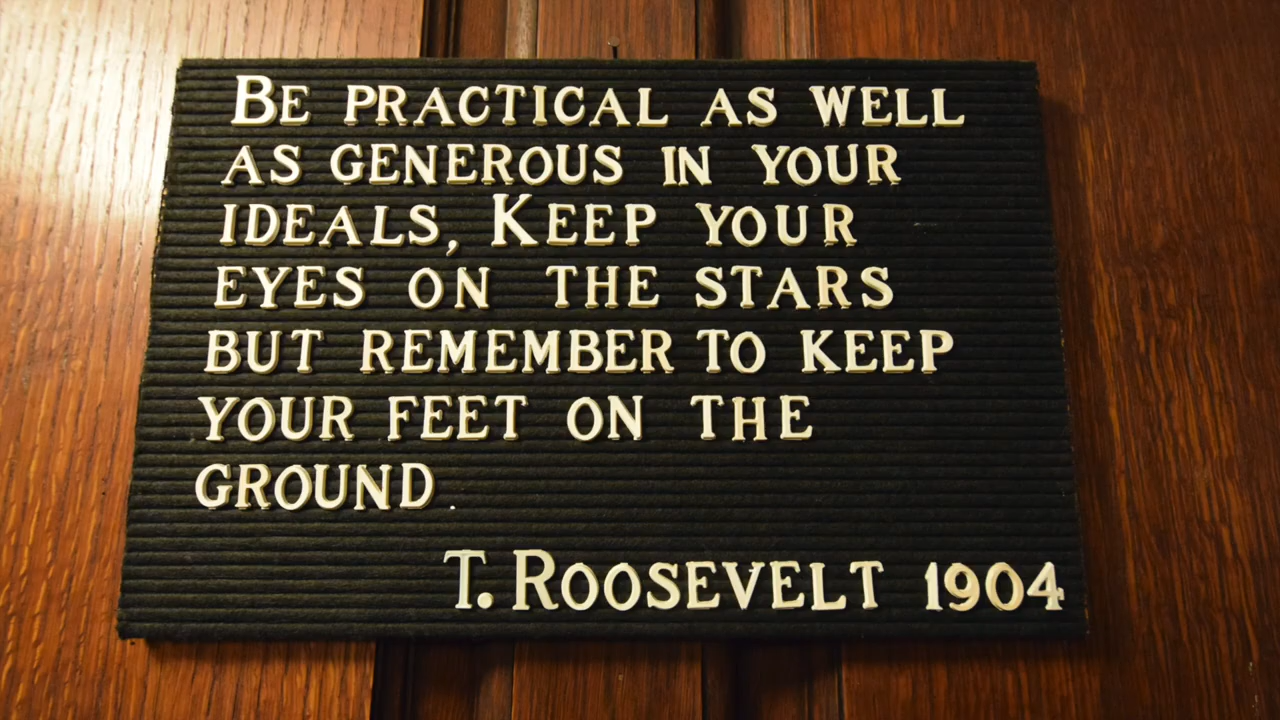 BE PRACTICAL AS WELL
AS GENEROUS IN YOUR
IDEALS, KEEP YOUR
EYES ON THE STARS
BUT REMEMBER TO KEEP
YOUR FEET ON THE
GROUND.
T. ROOSEVELT 1904